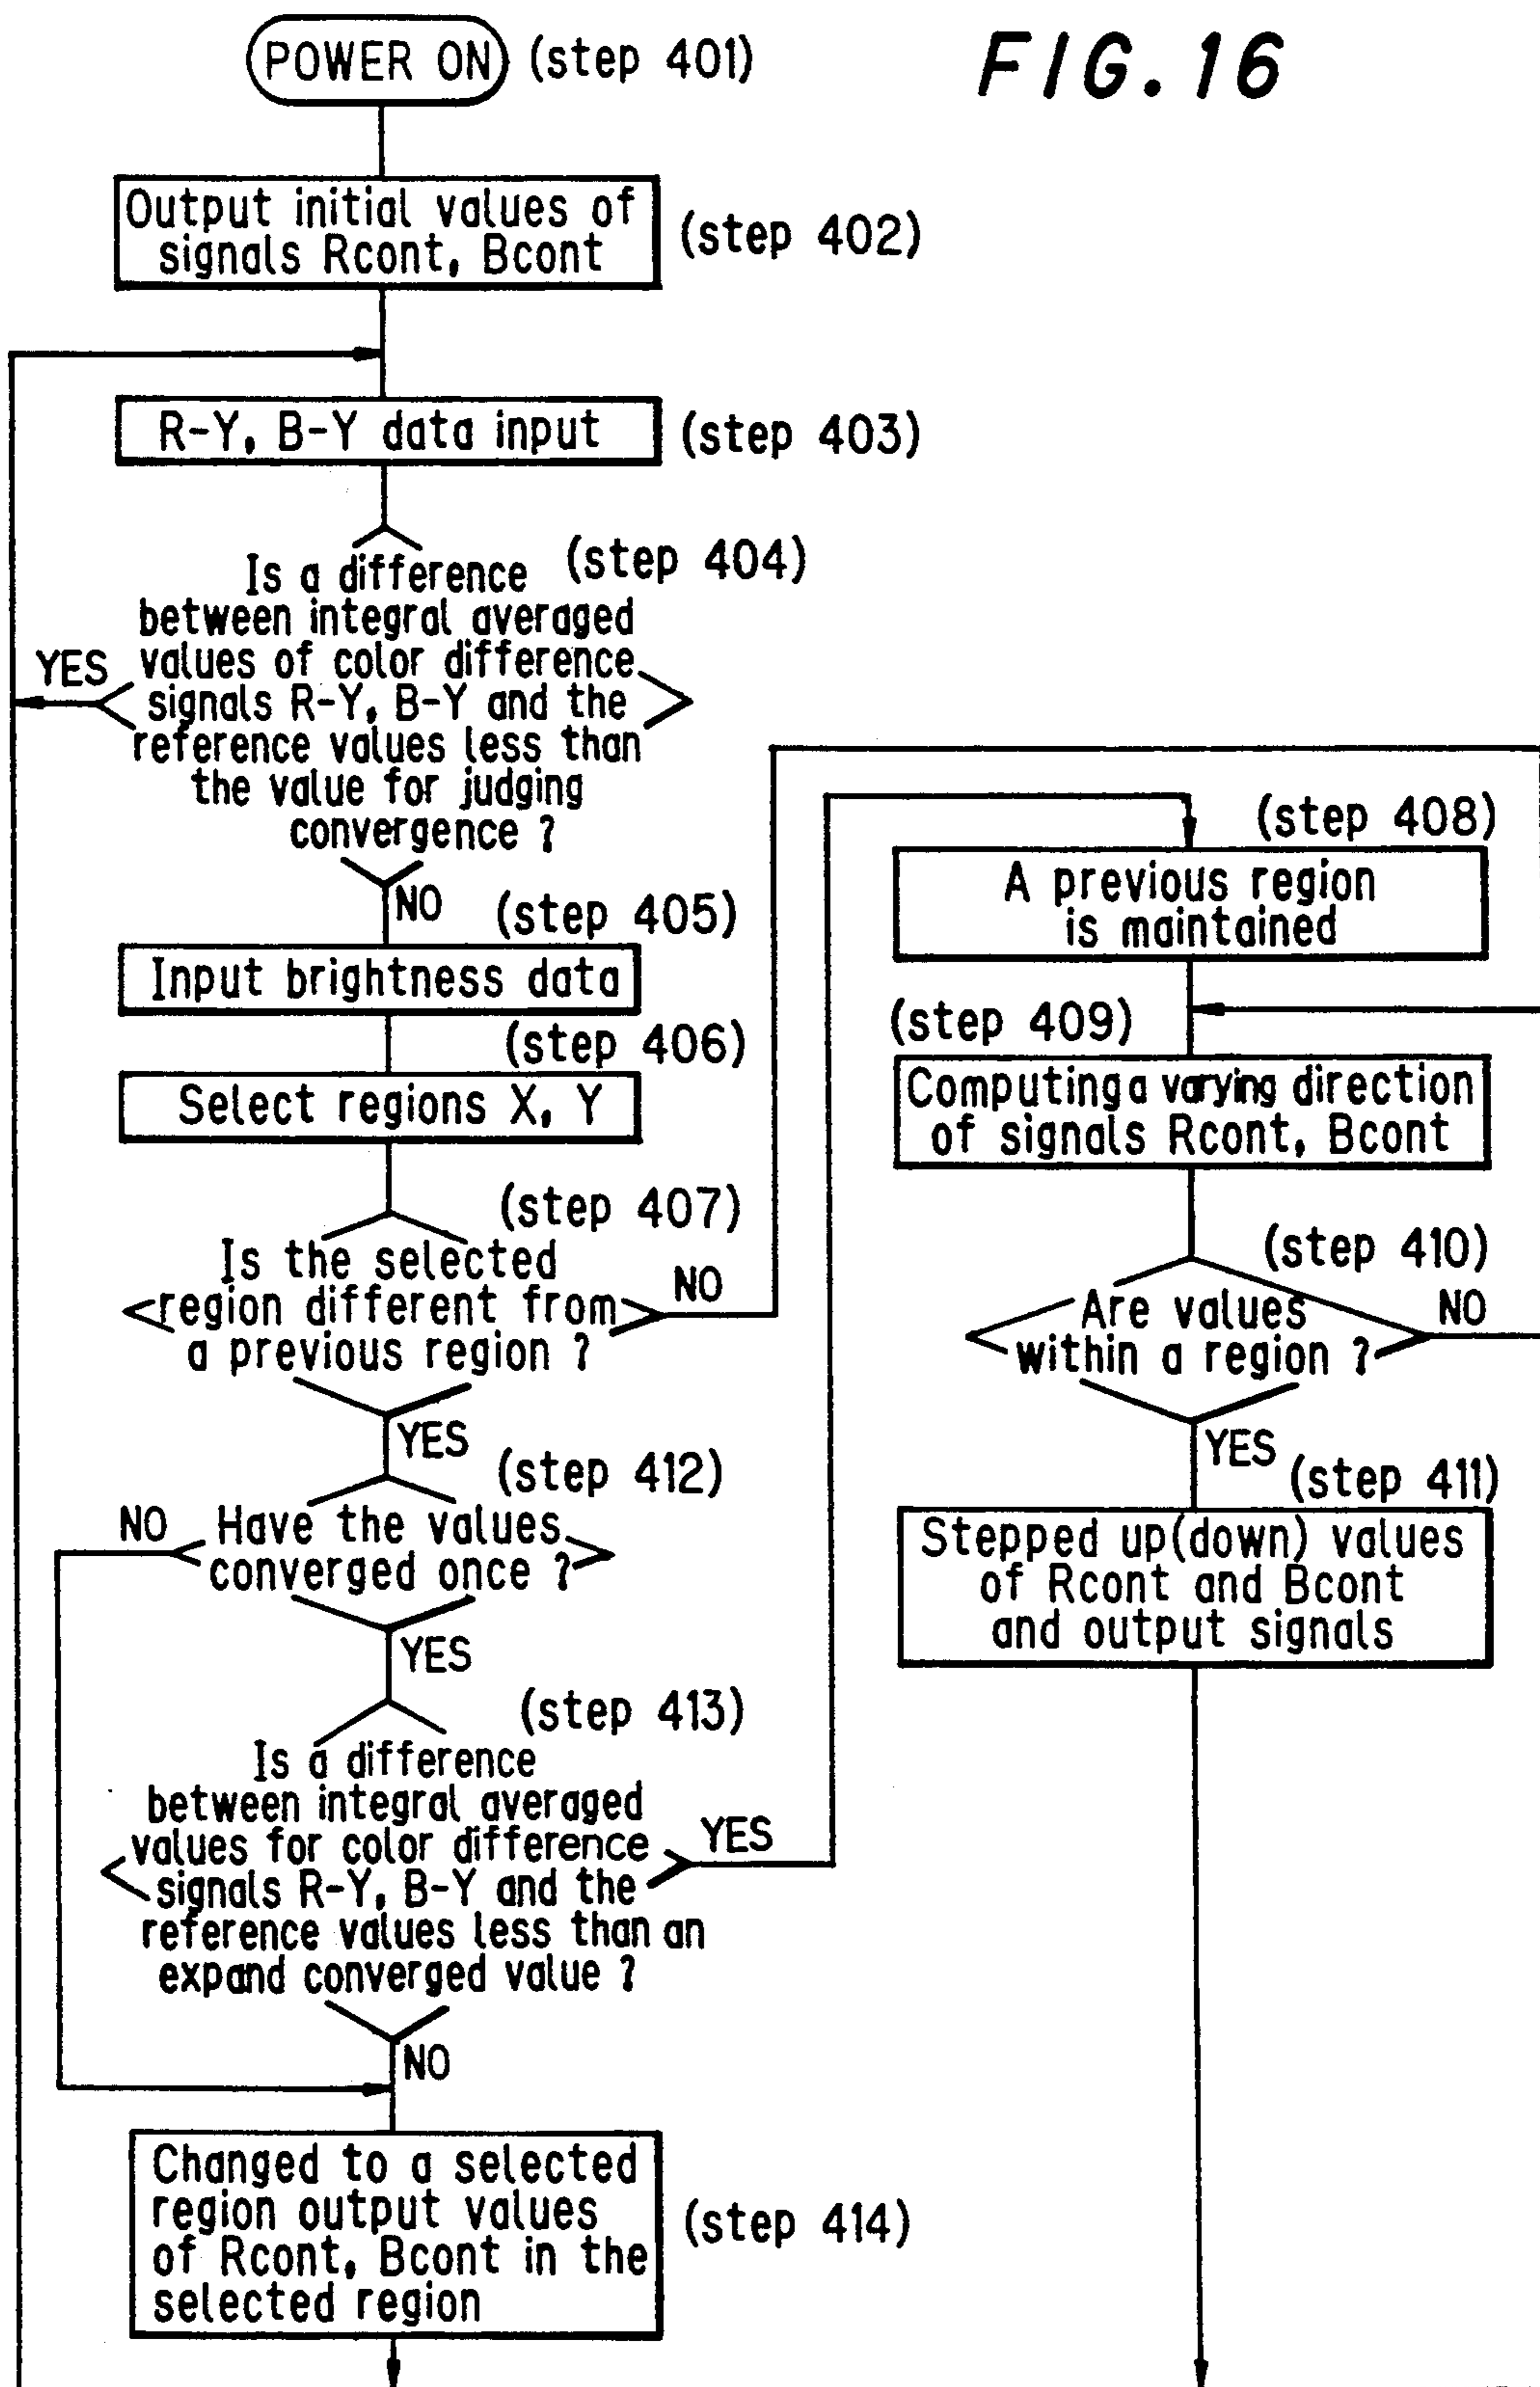 FIG.16
POWER ON (step 401)
Output initial values of
signals Rcont, Bcont
(step 402)
R-Y, B-Y data input (step 403)
(step 404)
Is a difference
between integral averaged
values of color difference
signals R-Y, B-Y and the
reference values less than
the value for judging
convergence ?
YES
NO
(step 405)
Input brightness data
(step 406)
Select regions X, Y
(step 407)
Is the selected
region different from
a previous region ?
NO
YES
(step 412)
Have the values
converged once ?
NO
YES
(step 413)
Is a difference
between integral averaged
values for color difference
signals R-Y, B-Y and the
reference values less than an
expand converged value ?
YES
NO
Changed to a selected
region output values
of Rcont, Bcont in the
selected region
(step 414)
(step 408)
A previous region
is maintained
(step 409)
Computing a varying direction
of signals Rcont, Bcont
(step 410)
Are values
within a region ?
NO
YES
(step 411)
Stepped up(down) values
of Rcont and Bcont
and output signals